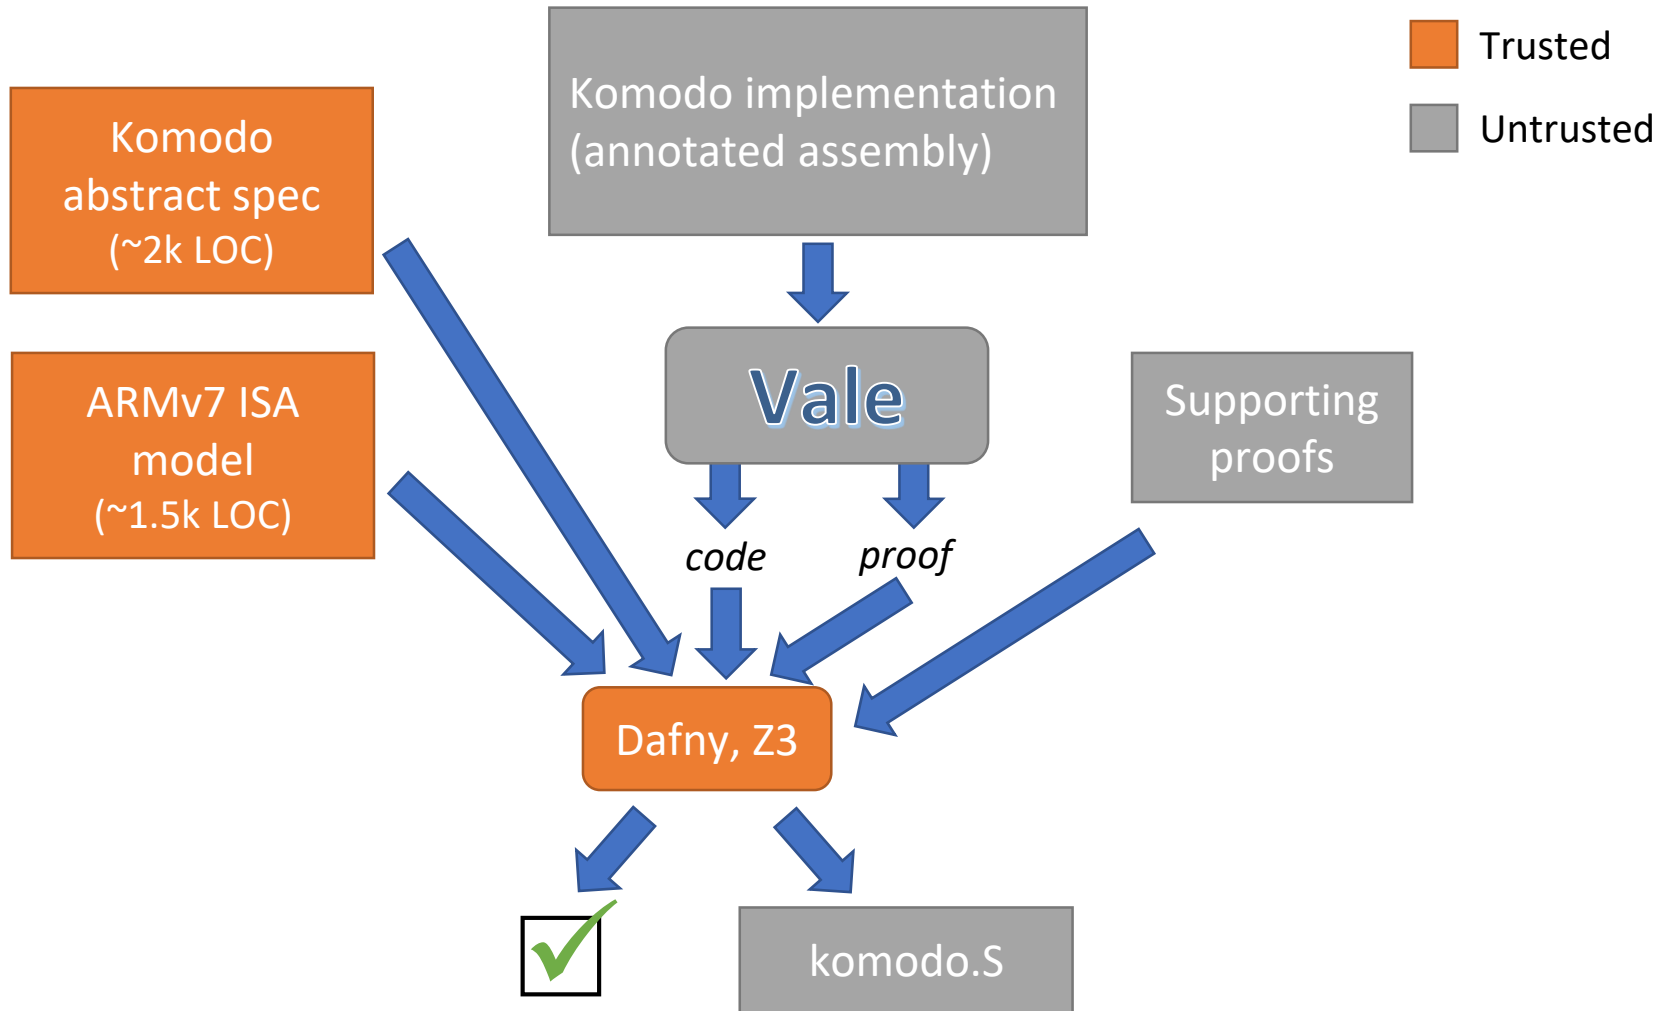 Komodo implementation
(annotated assembly)
Trusted
Untrusted
Komodo
abstract spec
(~2k LOC)
ARMv7 ISA
model
(~1.5k LOC)
Vale
Supporting
proofs
code
proof
Dafny, Z3
komodo.S